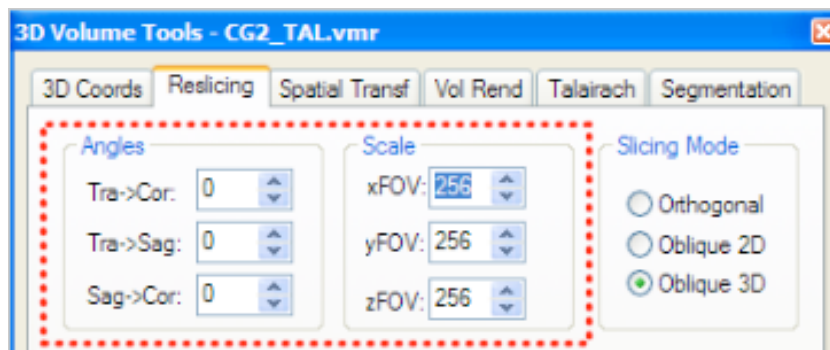 3D Volume Tools - CG2_TAL.vmr
3D Coords Reslicing Spatial Transf Vol Rend Talairach Segmentation
Angles Scale Slicing Mode
Tra->Cor: 0 xFOV: 256 Orthogonal
Tra->Sag: 0 yFOV: 256 Oblique 2D
Sag->Cor: 0 zFOV: 256 Oblique 3D